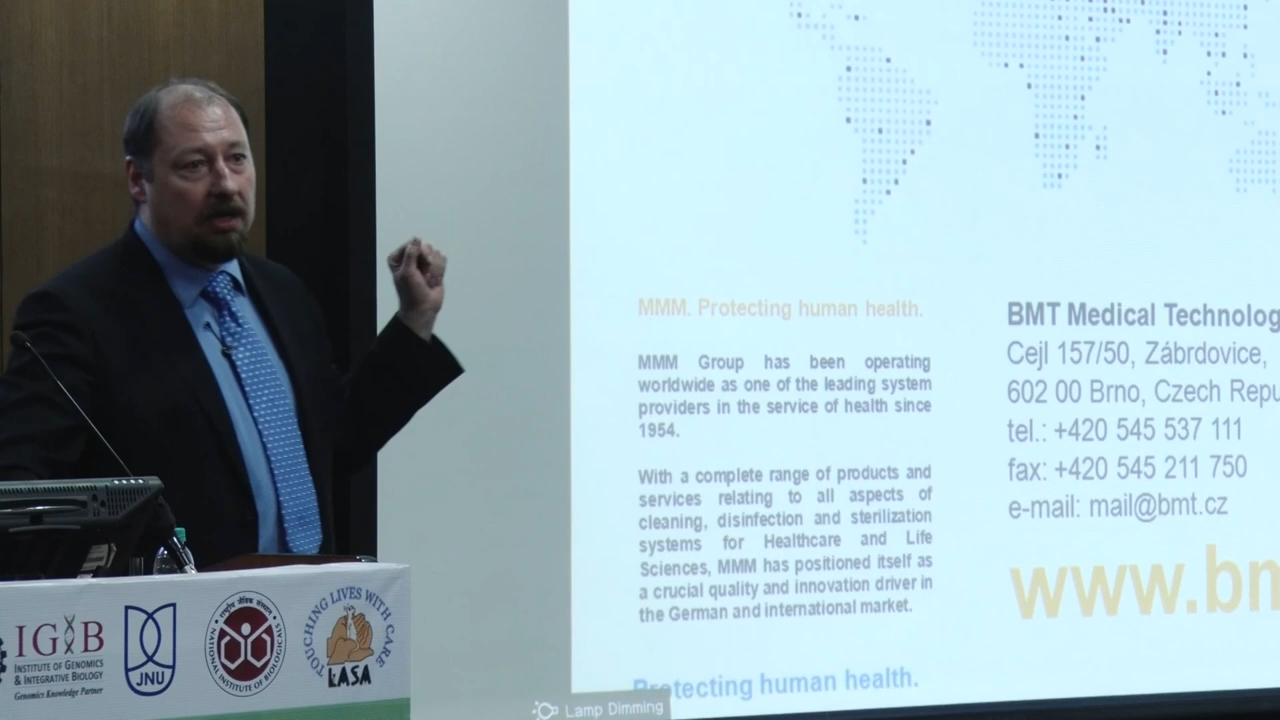 MMM. Protecting human health.
MMM Group has been operating
worldwide as one of the leading system
providers in the service of health since
1954.
With a complete range of products and
services relating to all aspects of
cleaning, disinfection and sterilization
systems for Healthcare and Life
Sciences, MMM has positioned itself as
a crucial quality and innovation driver in
the German and international market.
Protecting human health.
BMT Medical Technolog
Cejl 157/50, Zábrdovice,
602 00 Brno, Czech Repu
tel.: +420 545 537 111
fax: +420 545 211 750
e-mail: mail@bmt.cz
www.bm
Lamp Dimming
IGIB
INSTITUTE OF GENOMICS
& INTEGRATIVE BIOLOGY
Genomics Knowledge Partner
JNU
राष्ट्रीय जैविक संस्थान
NATIONAL INSTITUTE OF BIOLOGICALS
TOUCHING LIVES WITH CARE
LASA